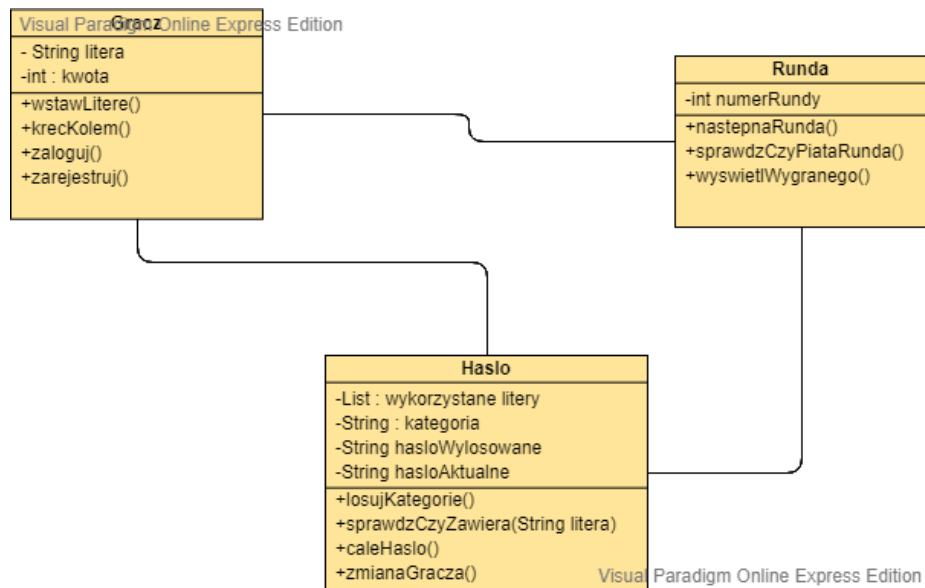 Visual Paradigm Online Express Edition
Gracz
- String litera
-int : kwota
+wstawLitere()
+krecKolem()
+zaloguj()
+zarejestruj()
Runda
-int numerRundy
+nastepnaRunda()
+sprawdzCzyPiataRunda()
+wyswietlWygranego()
Haslo
-List : wykorzystane litery
-String : kategoria
-String hasloWylosowane
-String hasloAktualne
+losujKategorie()
+sprawdzCzyZawiera(String litera)
+caleHaslo()
+zmianaGracza()
Visual Paradigm Online Express Edition